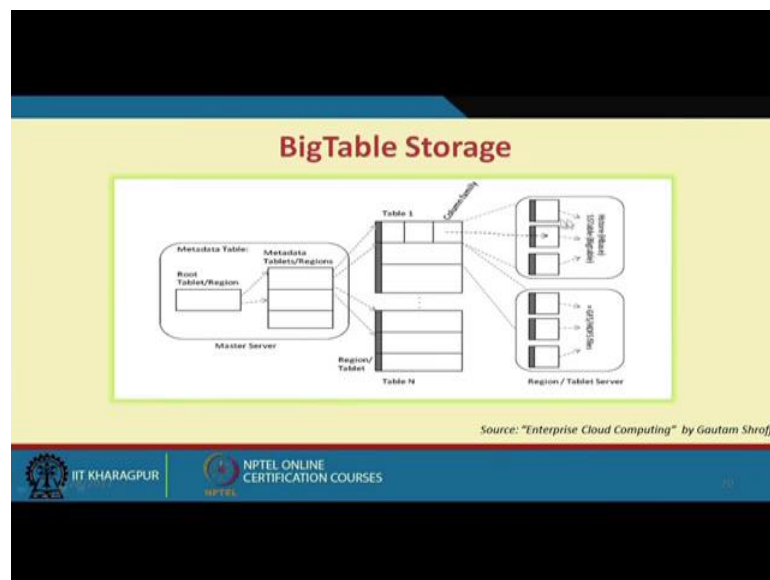 BigTable Storage
Metadata Table:
Root
Tablet/Region
Metadata
Tablets/Regions
Master Server
Table 1
Column family
Region/
Tablet
Table N
Region / Tablet Server
Source: "Enterprise Cloud Computing" by Gautam Shroff
IIT KHARAGPUR
NPTEL
NPTEL ONLINE
CERTIFICATION COURSES